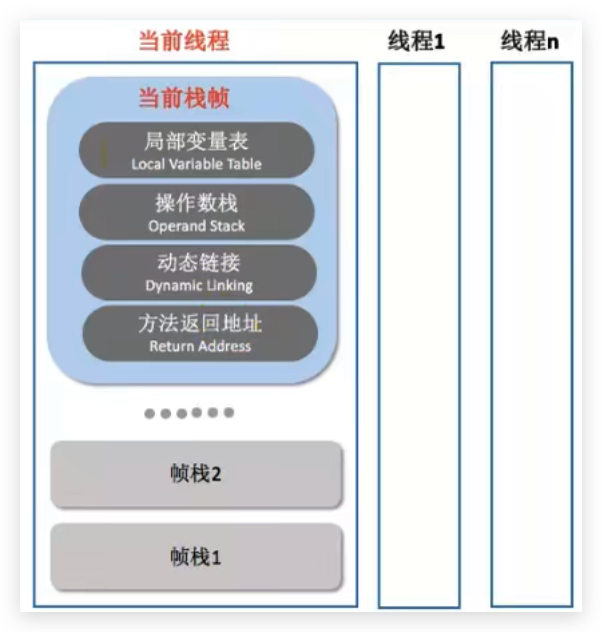 当前线程
线程1
线程n
当前栈帧
局部变量表
Local Variable Table
操作数栈
Operand Stack
动态链接
Dynamic Linking
方法返回地址
Return Address
帧栈2
帧栈1